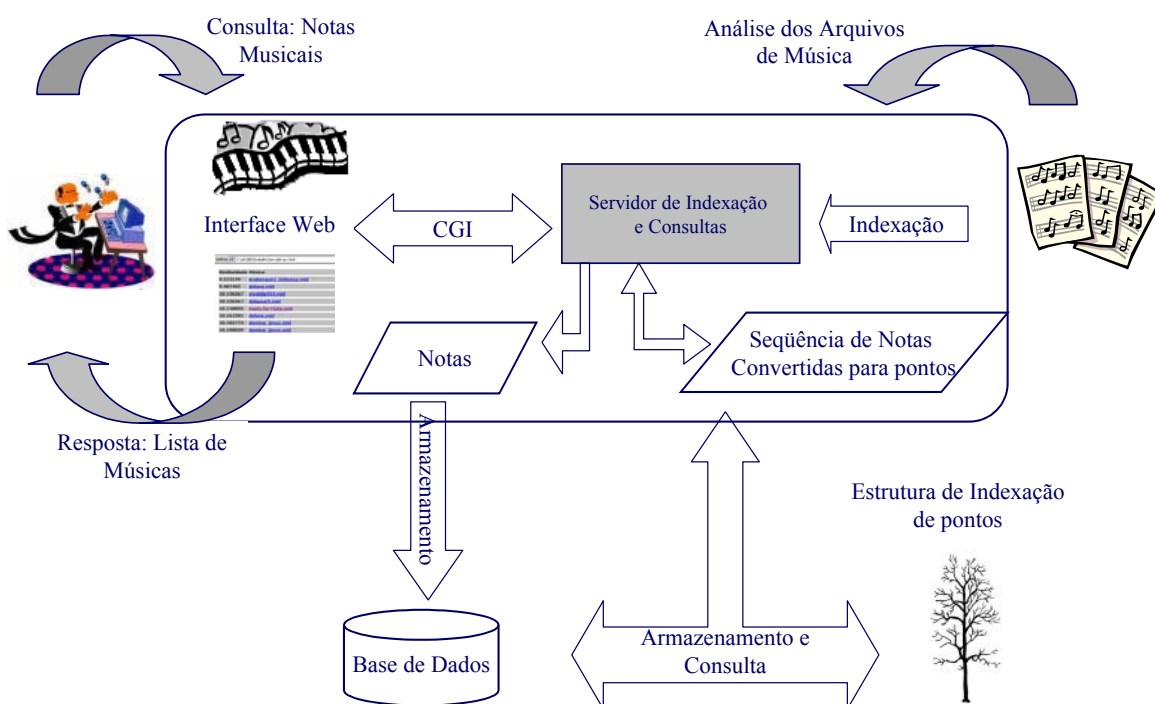 Consulta: Notas
Musicais
Análise dos Arquivos
de Música
Interface Web
CGI
Servidor de Indexação
e Consultas
Indexação
Notas
Seqüência de Notas
Convertidas para pontos
Resposta: Lista de
Músicas
Armazenamento
Estrutura de Indexação
de pontos
Base de Dados
Armazenamento e
Consulta